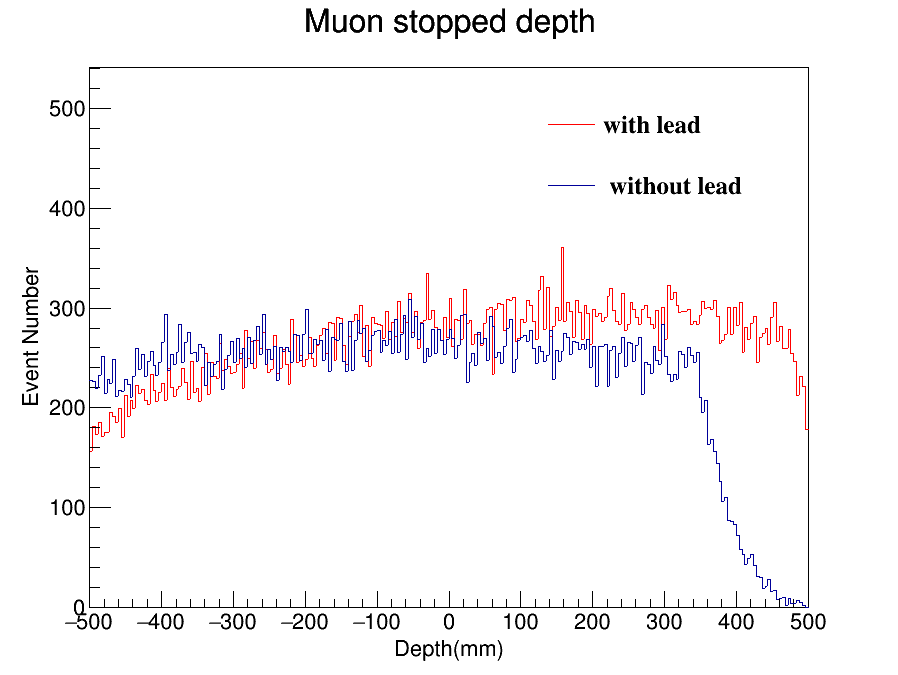 Muon stopped depth
Event Number
500
400
300
200
100
0
with lead
without lead
−500 −400 −300 −200 −100 0 100 200 300 400 500
Depth(mm)